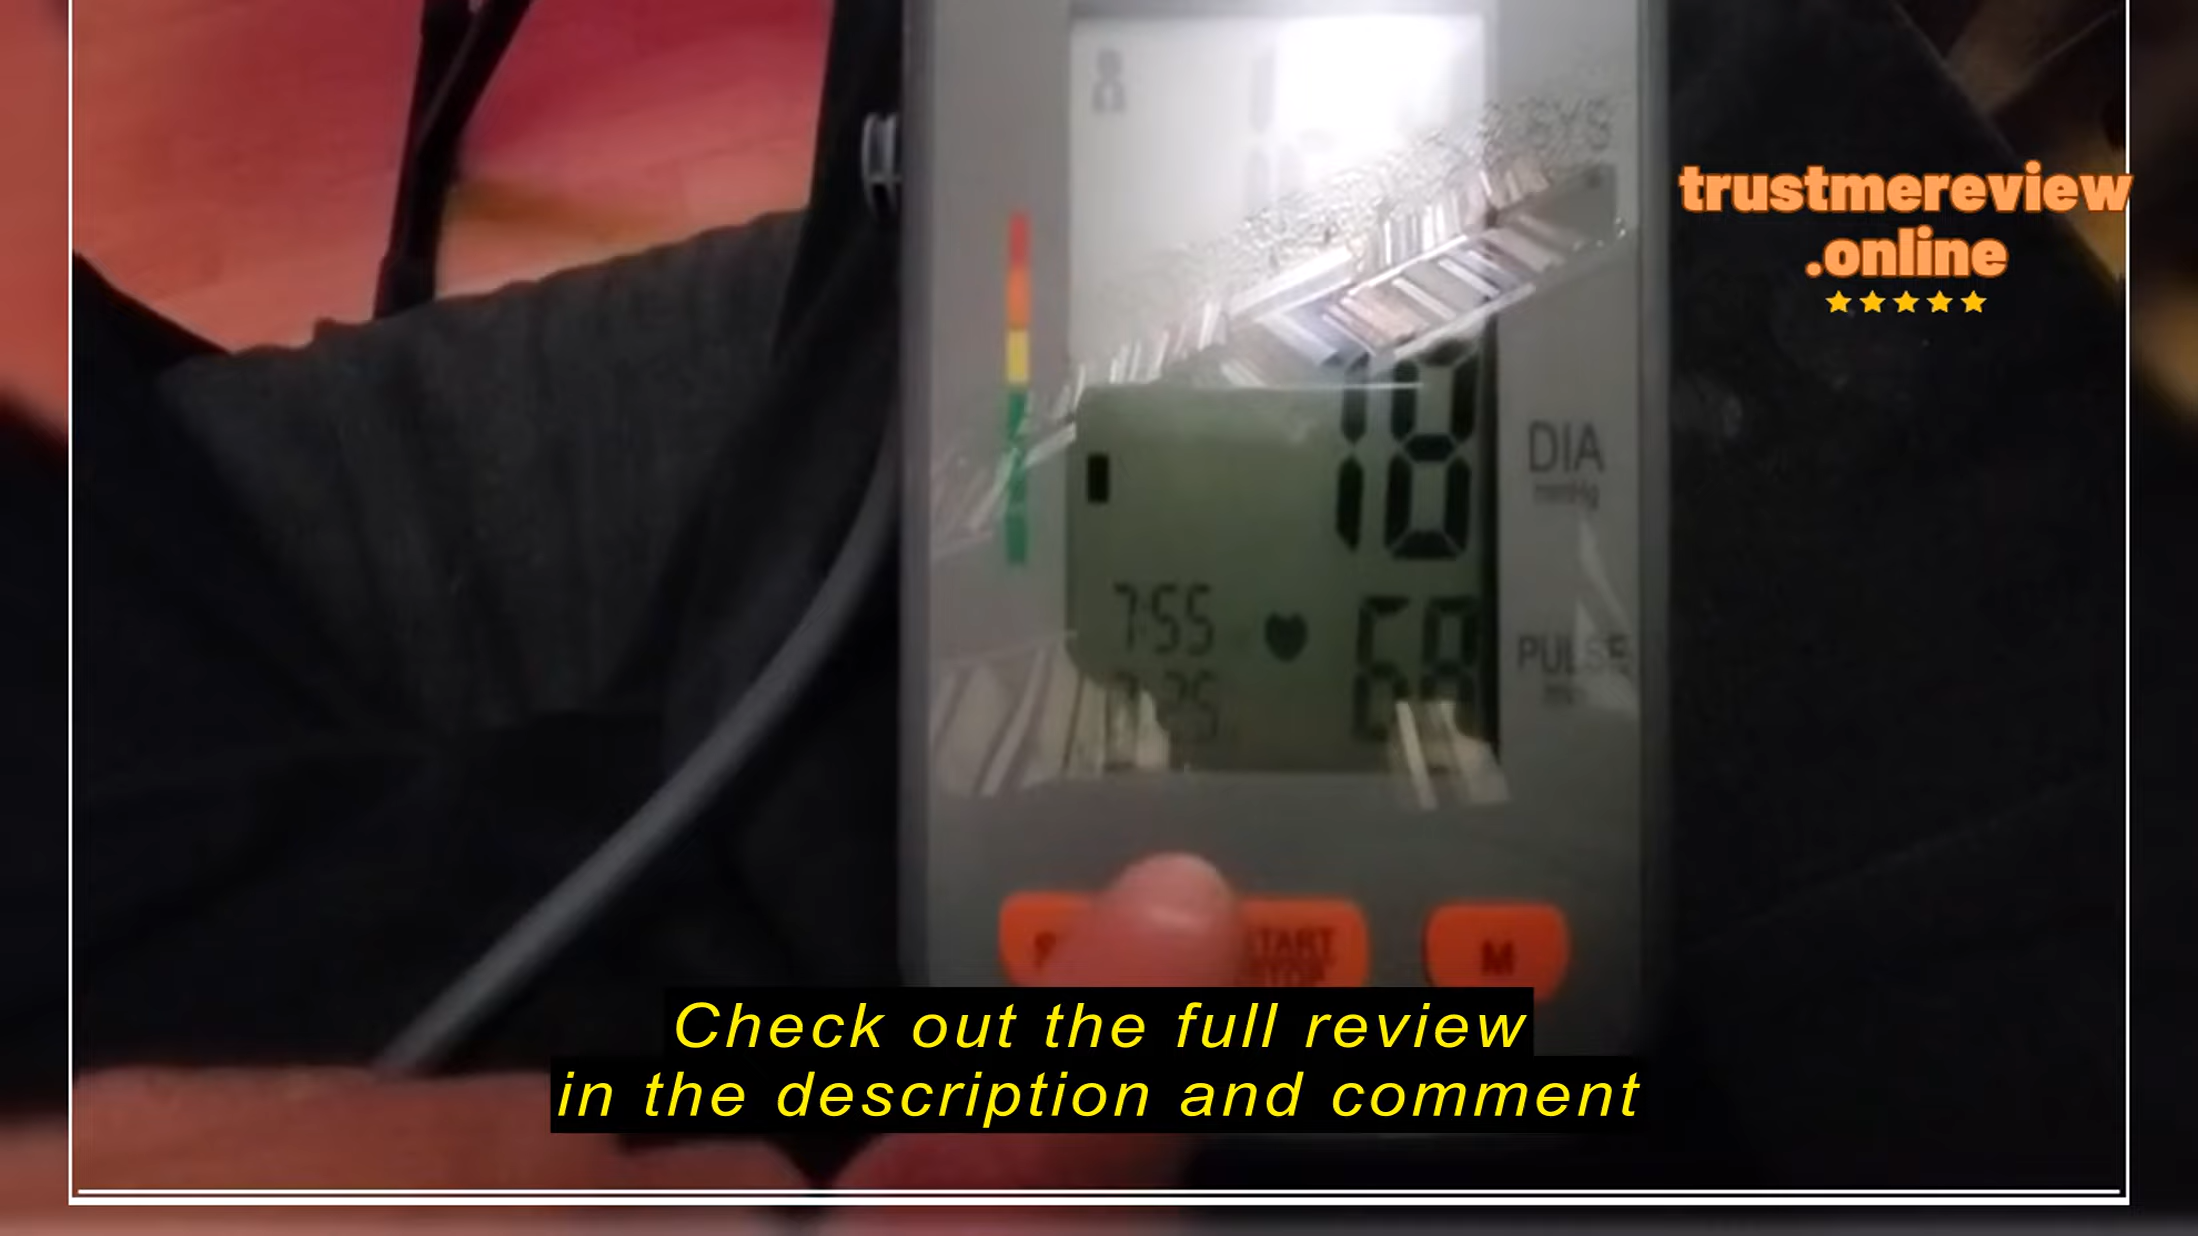 SYS
trustmereview
.online
DIA
mmHg
7:55
68
PULSE
START
M
Check out the full review
in the description and comment